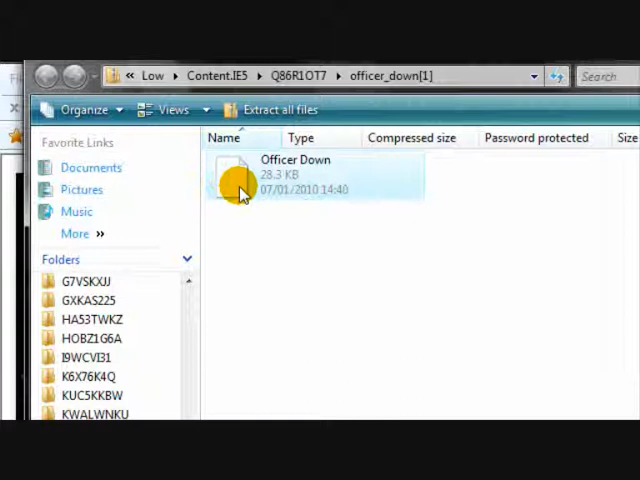 « Low ▸ Content.IE5 ▸ Q86R1OT7 ▸ officer_down[1]
Search
Organize Views Extract all files
Favorite Links
Documents
Pictures
Music
More »
Folders
G7VSKXJJ
GXKAS225
HA53TWKZ
HOBZ1G6A
I9WCVI31
K6X76K4Q
KUC5KKBW
KWALWNKU
Name Type Compressed size Password protected Size
Officer Down
28.3 KB
07/01/2010 14:40